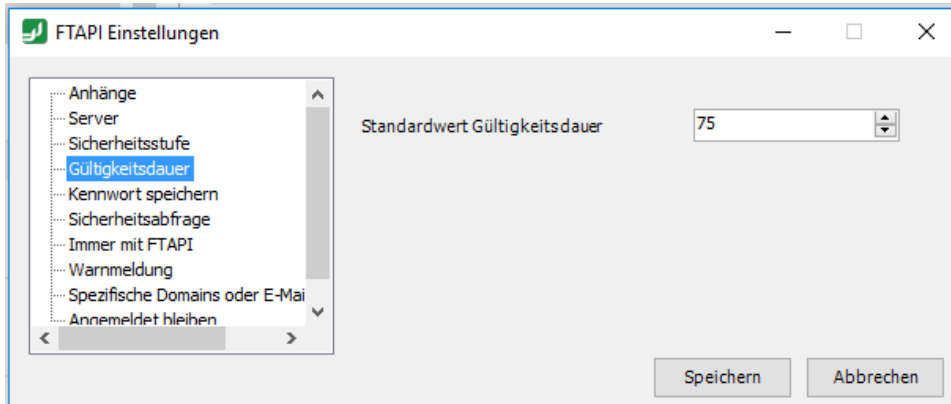 FTAPI Einstellungen
Anhänge
Server
Sicherheitsstufe
Gültigkeitsdauer
Kennwort speichern
Sicherheitsabfrage
Immer mit FTAPI
Warnmeldung
Spezifische Domains oder E-Mai
Angemeldet bleiben
Standardwert Gültigkeitsdauer 75
Speichern Abbrechen